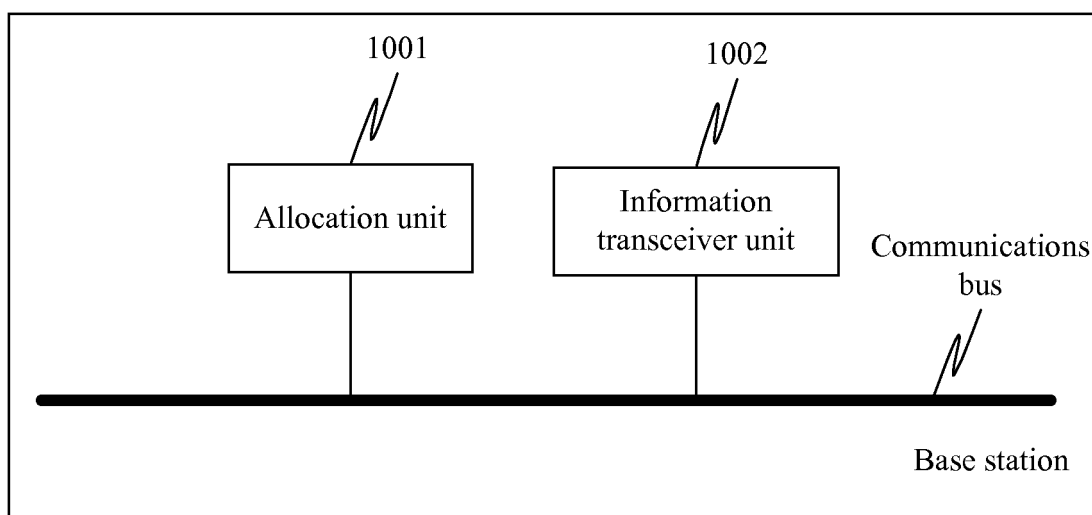 1001
1002
Allocation unit
Information
transceiver unit
Communications
bus
Base station